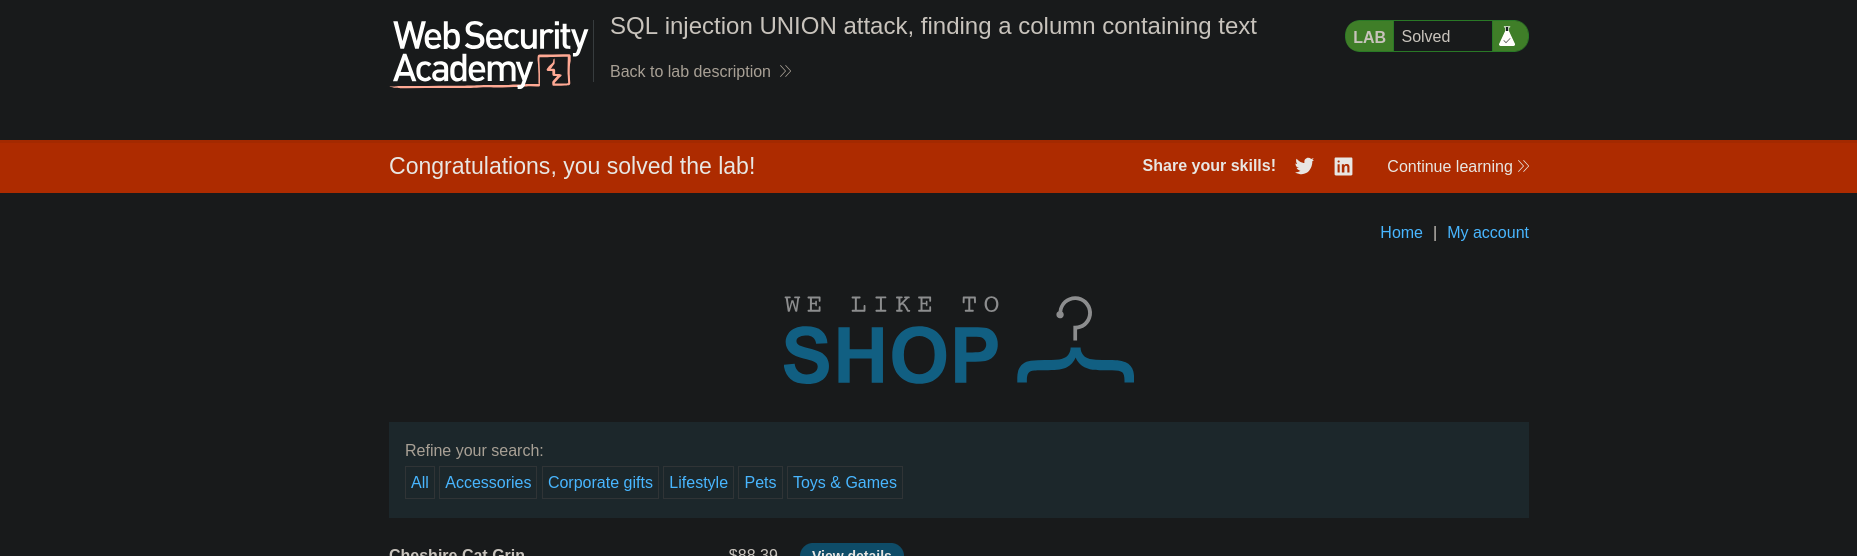 Web Security
Academy
SQL injection UNION attack, finding a column containing text
Back to lab description
LAB Solved
Congratulations, you solved the lab!
Share your skills!
in
Continue learning
Home | My account
WE LIKE TO
SHOP
Refine your search:
All Accessories Corporate gifts Lifestyle Pets Toys & Games
Cheshire Cat Grin $88.39 View details